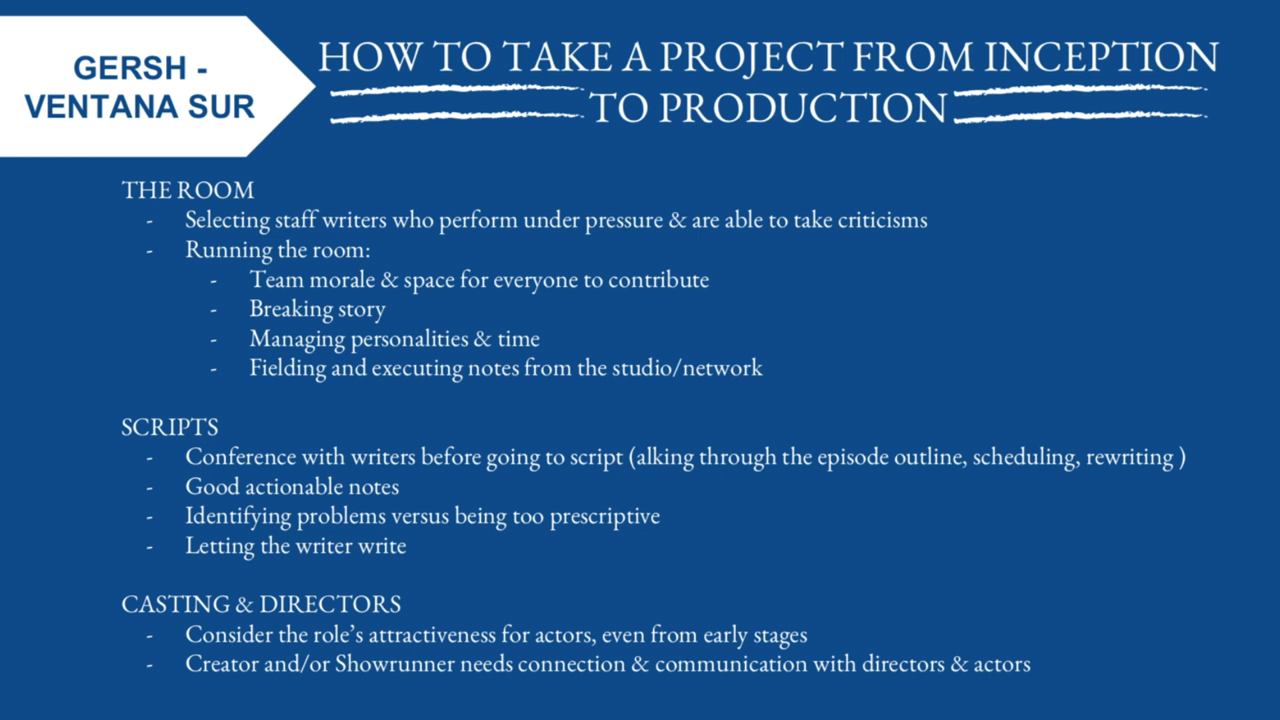 GERSH -
VENTANA SUR
HOW TO TAKE A PROJECT FROM INCEPTION
TO PRODUCTION
THE ROOM
- Selecting staff writers who perform under pressure & are able to take criticisms
- Running the room:
- Team morale & space for everyone to contribute
- Breaking story
- Managing personalities & time
- Fielding and executing notes from the studio/network
SCRIPTS
- Conference with writers before going to script (alking through the episode outline, scheduling, rewriting )
- Good actionable notes
- Identifying problems versus being too prescriptive
- Letting the writer write
CASTING & DIRECTORS
- Consider the role’s attractiveness for actors, even from early stages
- Creator and/or Showrunner needs connection & communication with directors & actors